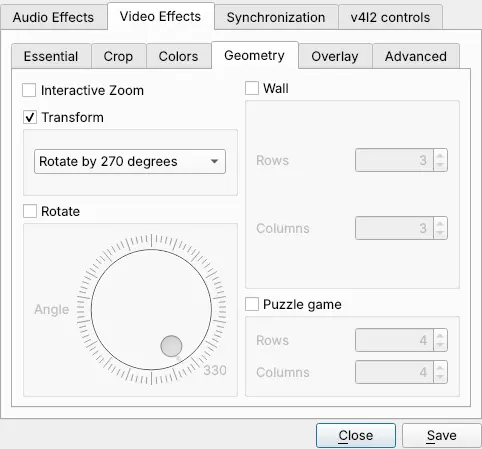 Audio Effects Video Effects Synchronization v4l2 controls
Essential Crop Colors Geometry Overlay Advanced
Interactive Zoom
Transform
Rotate by 270 degrees
Rotate
Angle
330
Wall
Rows 3
Columns 3
Puzzle game
Rows 4
Columns 4
Close Save